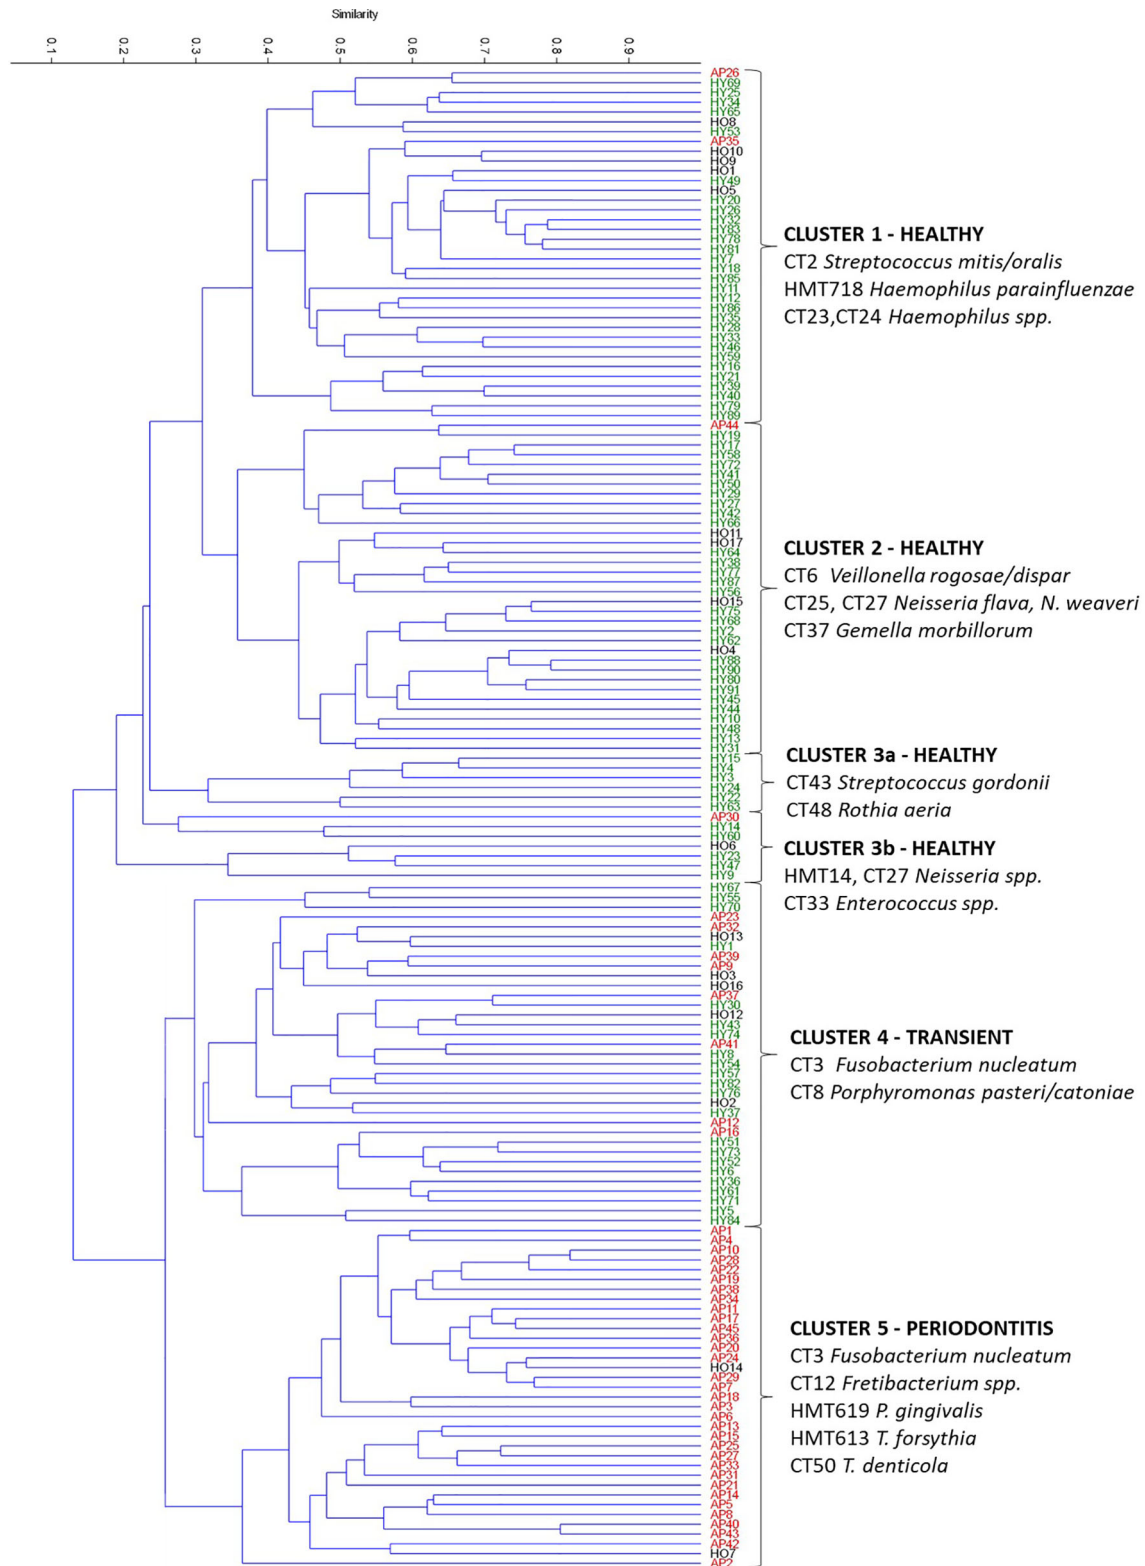 Similarity
0.1
0.2
0.3
0.4
0.5
0.6
0.7
0.8
0.9
AP26
HY69
HY25
HY34
HY65
HO8
HY53
AP35
HO10
HO9
HO1
HY49
HO5
HY20
HY26
HY32
HY83
HY78
HY81
HY7
HY18
HY85
HY11
HY12
HY86
HY35
HY28
HY33
HY46
HY59
HY16
HY21
HY39
HY40
HY79
HY89
CLUSTER 1 - HEALTHY
CT2 Streptococcus mitis/oralis
HMT718 Haemophilus parainfluenzae
CT23,CT24 Haemophilus spp.
AP44
HY19
HY17
HY58
HY72
HY41
HY50
HY29
HY27
HY42
HY66
HO11
HO17
HY64
HY38
HY77
HY87
HY56
HO15
HY75
HY68
HY2
HY62
HO4
HY88
HY90
HY80
HY91
HY45
HY44
HY10
HY48
HY13
HY31
CLUSTER 2 - HEALTHY
CT6 Veillonella rogosae/dispar
CT25, CT27 Neisseria flava, N. weaveri
CT37 Gemella morbillorum
HY15
HY4
HY3
HY24
HY22
HY63
CLUSTER 3a - HEALTHY
CT43 Streptococcus gordonii
CT48 Rothia aeria
AP30
HY14
HY60
HO6
HY23
HY47
HY9
CLUSTER 3b - HEALTHY
HMT14, CT27 Neisseria spp.
CT33 Enterococcus spp.
HY67
HY55
HY70
AP23
AP32
HO13
HY1
AP39
AP9
HO3
HO16
AP37
HY30
HO12
HY43
HY74
AP41
HY8
HY54
HY57
HY82
HY76
HO2
HY37
AP12
AP16
HY51
HY73
HY52
HY6
HY36
HY61
HY71
HY5
HY84
CLUSTER 4 - TRANSIENT
CT3 Fusobacterium nucleatum
CT8 Porphyromonas pasteri/catoniae
AP1
AP4
AP10
AP28
AP22
AP19
AP38
AP34
AP11
AP17
AP45
AP36
AP20
AP24
HO14
AP29
AP7
AP18
AP3
AP6
AP13
AP15
AP25
AP27
AP33
AP31
AP21
AP14
AP5
AP8
AP40
AP43
AP42
HO7
AP2
CLUSTER 5 - PERIODONTITIS
CT3 Fusobacterium nucleatum
CT12 Fretibacterium spp.
HMT619 P. gingivalis
HMT613 T. forsythia
CT50 T. denticola